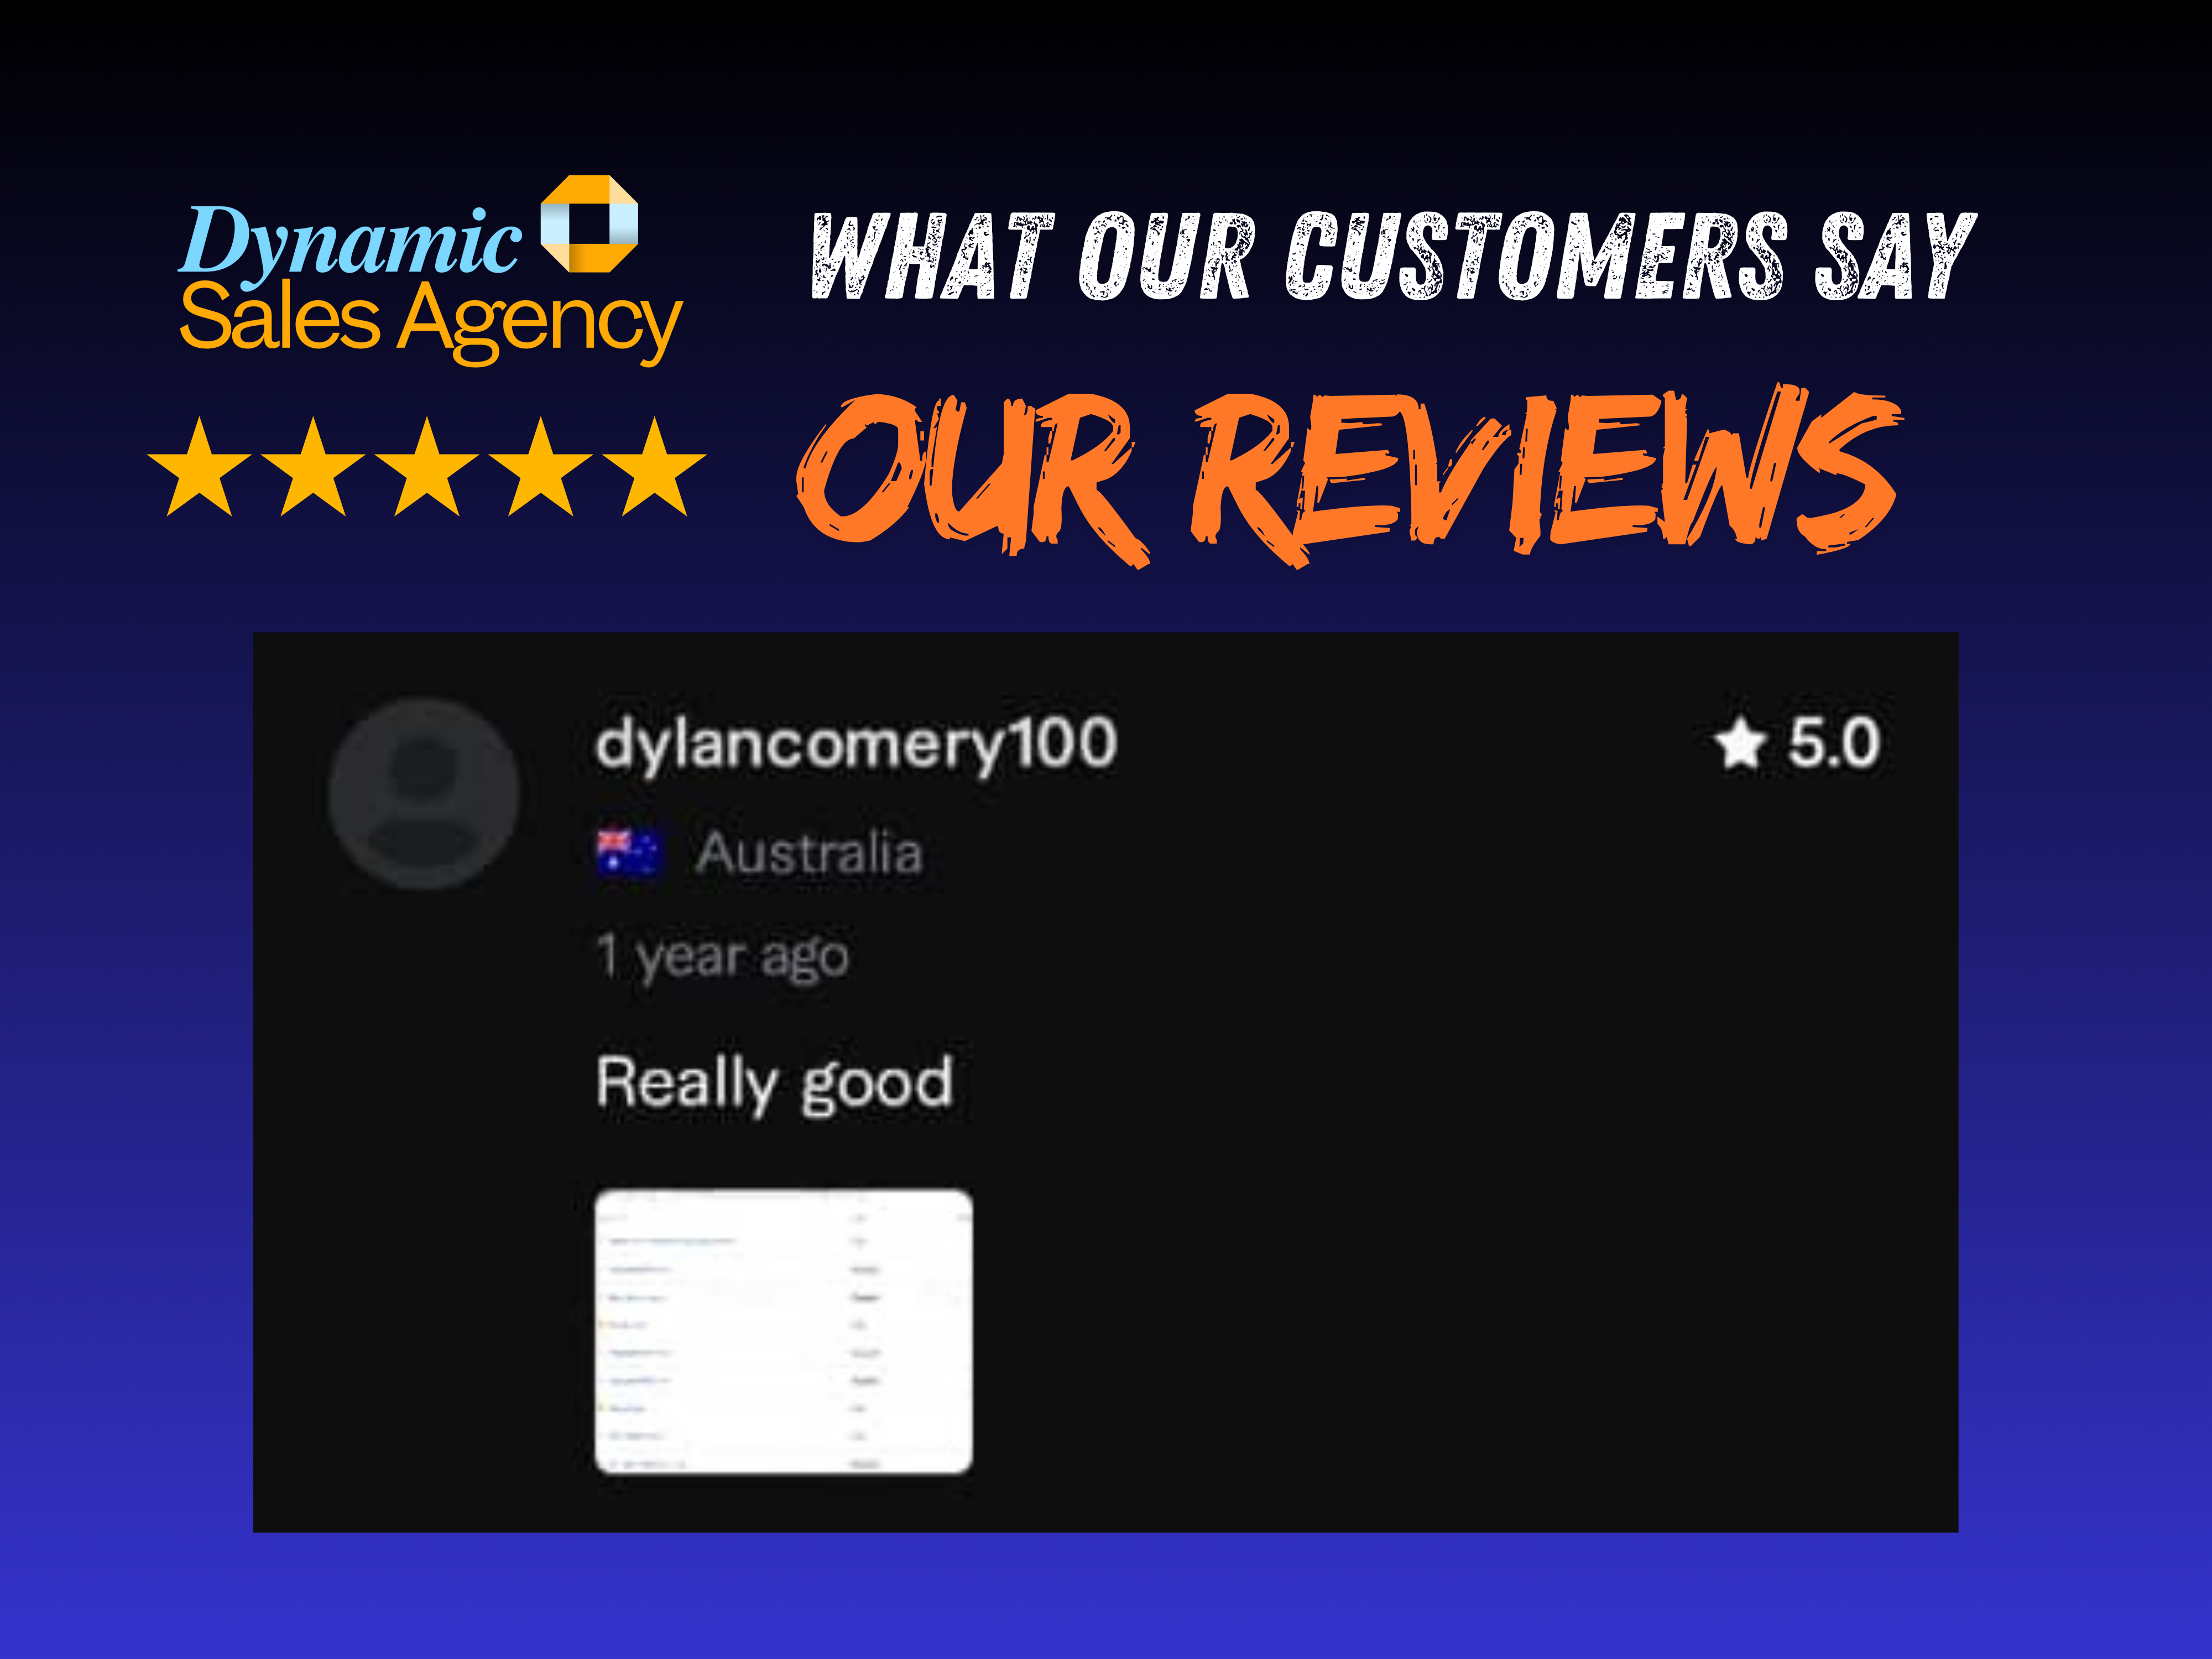 Dynamic
Sales Agency
WHAT OUR CUSTOMERS SAY
OUR REVIEWS
dylancomery100
★ 5.0
Australia
1 year ago
Really good